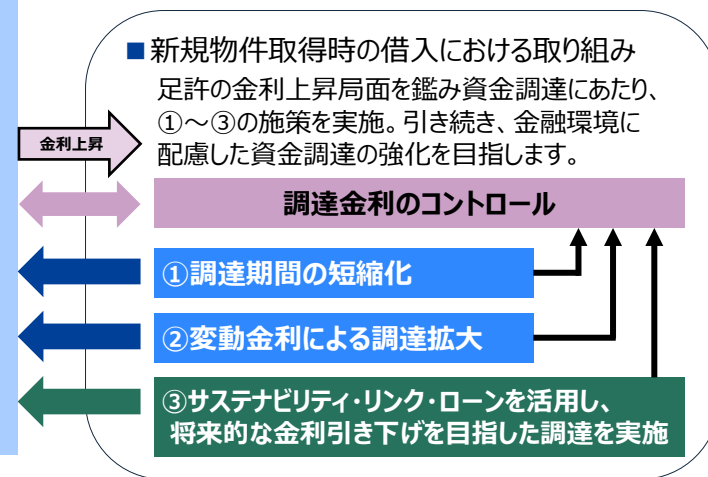 ■新規物件取得時の借入における取り組み
足許の金利上昇局面を鑑み資金調達にあたり、
①～③の施策を実施。引き続き、金融環境に
配慮した資金調達の強化を目指します。
金利上昇
調達金利のコントロール
①調達期間の短縮化
②変動金利による調達拡大
③サステナビリティ・リンク・ローンを活用し、
将来的な金利引き下げを目指した調達を実施